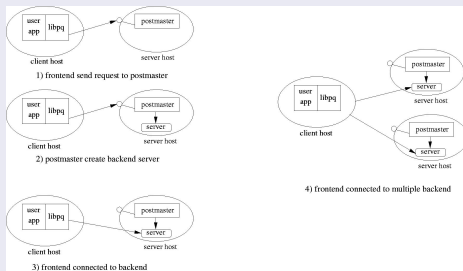 user
app
libpq
postmaster
client host
server host
1) frontend send request to postmaster
user
app
libpq
postmaster
server
client host
server host
2) postmaster create backend server
user
app
libpq
postmaster
server
client host
server host
3) frontend connected to backend
postmaster
server
server host
user
app
libpq
client host
postmaster
server
server host
4) frontend connected to multiple backend